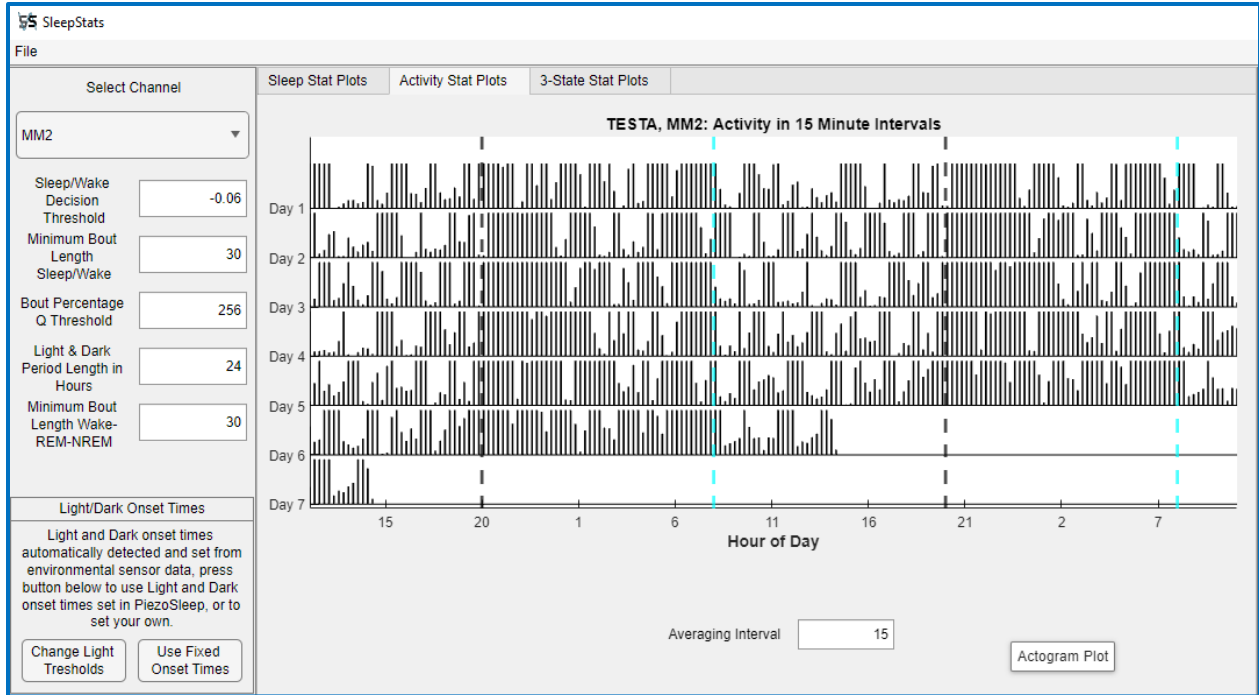 SleepStats
File
Select Channel
MM2
Sleep/Wake
Decision
Threshold
-0.06
Minimum Bout
Length
Sleep/Wake
30
Bout Percentage
Q Threshold
256
Light & Dark
Period Length in
Hours
24
Minimum Bout
Length Wake-
REM-NREM
30
Light/Dark Onset Times
Light and Dark onset times
automatically detected and set from
environmental sensor data, press
button below to use Light and Dark
onset times set in PiezoSleep, or to
set your own.
Change Light
Tresholds
Use Fixed
Onset Times
Sleep Stat Plots
Activity Stat Plots
3-State Stat Plots
TESTA, MM2: Activity in 15 Minute Intervals
Day 1
Day 2
Day 3
Day 4
Day 5
Day 6
Day 7
15 20 1 6 11 16 21 2 7
Hour of Day
Averaging Interval
15
Actogram Plot